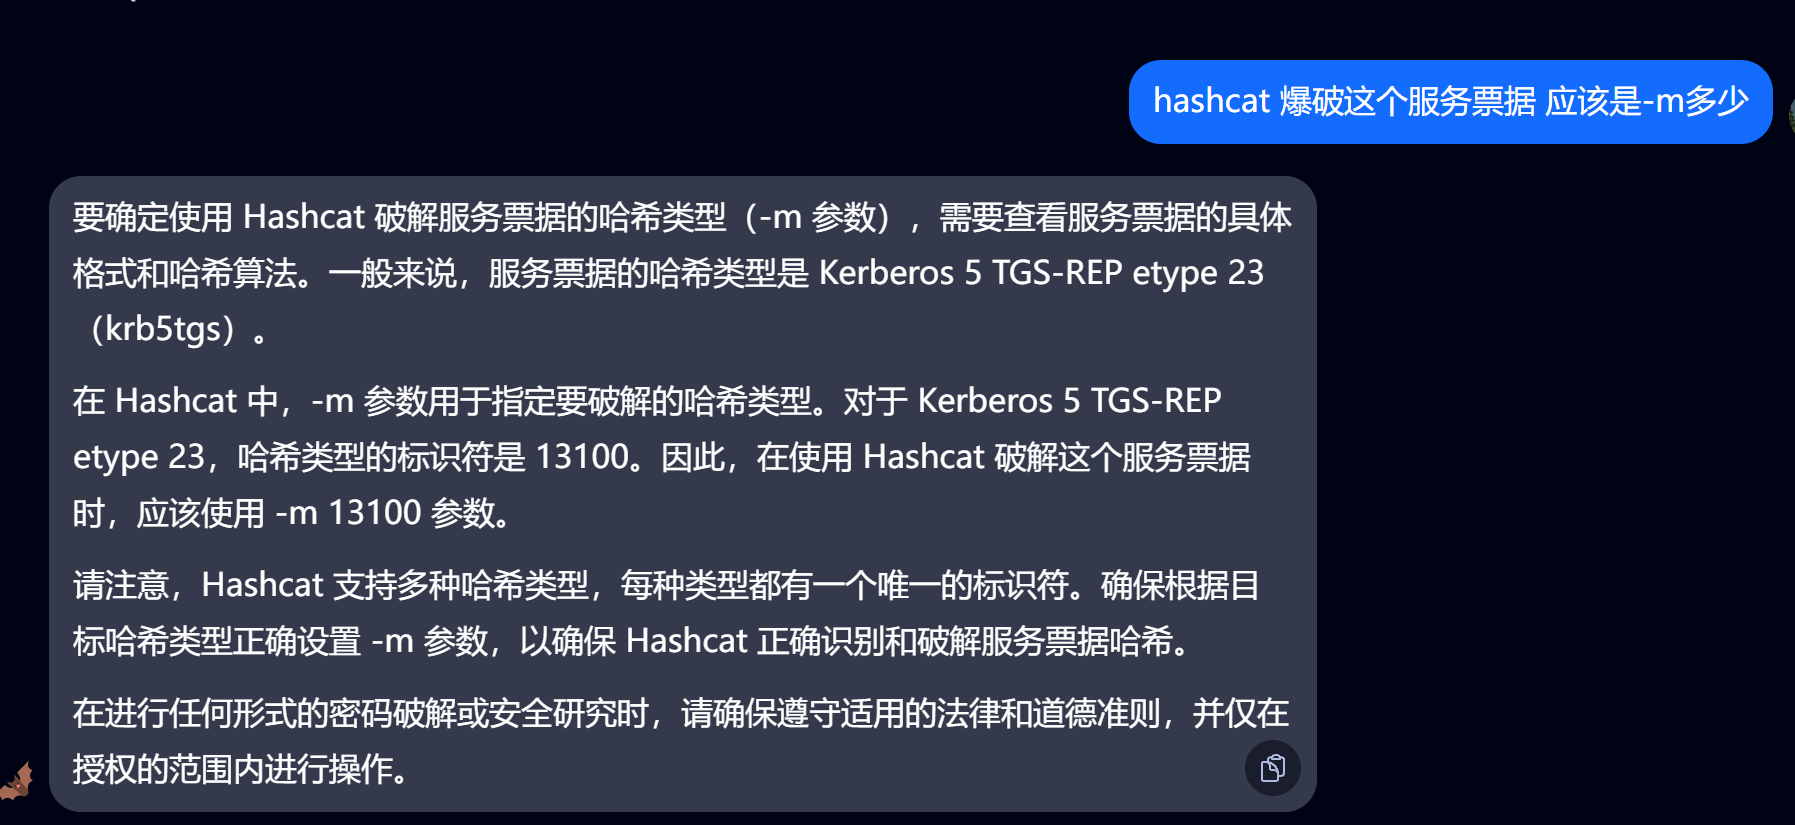 hashcat 爆破这个服务票据 应该是-m多少
要确定使用 Hashcat 破解服务票据的哈希类型（-m 参数），需要查看服务票据的具体
格式和哈希算法。一般来说，服务票据的哈希类型是 Kerberos 5 TGS-REP etype 23
（krb5tgs）。
在 Hashcat 中，-m 参数用于指定要破解的哈希类型。对于 Kerberos 5 TGS-REP
etype 23，哈希类型的标识符是 13100。因此，在使用 Hashcat 破解这个服务票据
时，应该使用 -m 13100 参数。
请注意，Hashcat 支持多种哈希类型，每种类型都有一个唯一的标识符。确保根据目
标哈希类型正确设置 -m 参数，以确保 Hashcat 正确识别和破解服务票据哈希。
在进行任何形式的密码破解或安全研究时，请确保遵守适用的法律和道德准则，并仅在
授权的范围内进行操作。